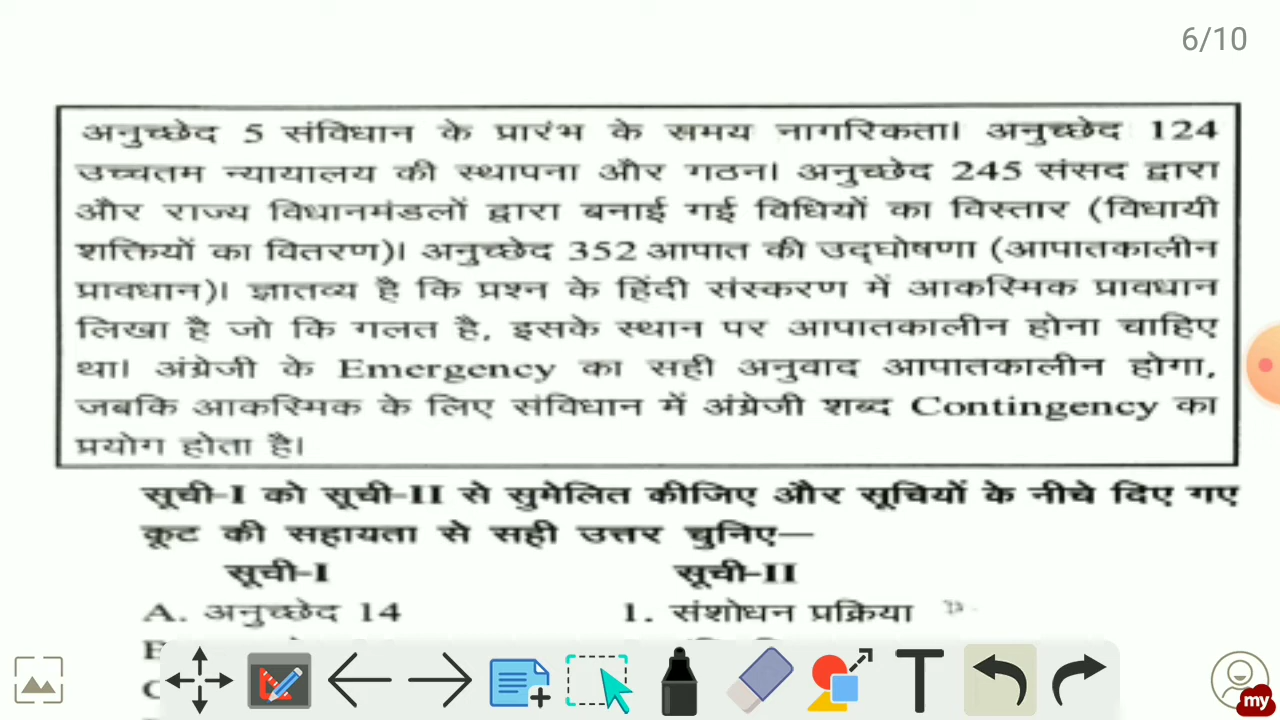 6/10
अनुच्छेद 5 संविधान के प्रारंभ के समय नागरिकता। अनुच्छेद 124
उच्चतम न्यायालय की स्थापना और गठन। अनुच्छेद 245 संसद द्वारा
और राज्य विधानमंडलों द्वारा बनाई गई विधियों का विस्तार (विधायी
शक्तियों का वितरण)। अनुच्छेद 352 आपात की उद्घोषणा (आपातकालीन
प्रावधान)। ज्ञातव्य है कि प्रश्न के हिंदी संस्करण में आकस्मिक प्रावधान
लिखा है जो कि गलत है, इसके स्थान पर आपातकालीन होना चाहिए
था। अंग्रेजी के Emergency का सही अनुवाद आपातकालीन होगा,
जबकि आकस्मिक के लिए संविधान में अंग्रेजी शब्द Contingency का
प्रयोग होता है।
सूची-I को सूची-II से सुमेलित कीजिए और सूचियों के नीचे दिए गए
कूट की सहायता से सही उत्तर चुनिए—
सूची-I सूची-II
A. अनुच्छेद 14 1. संशोधन प्रक्रिया
T
my